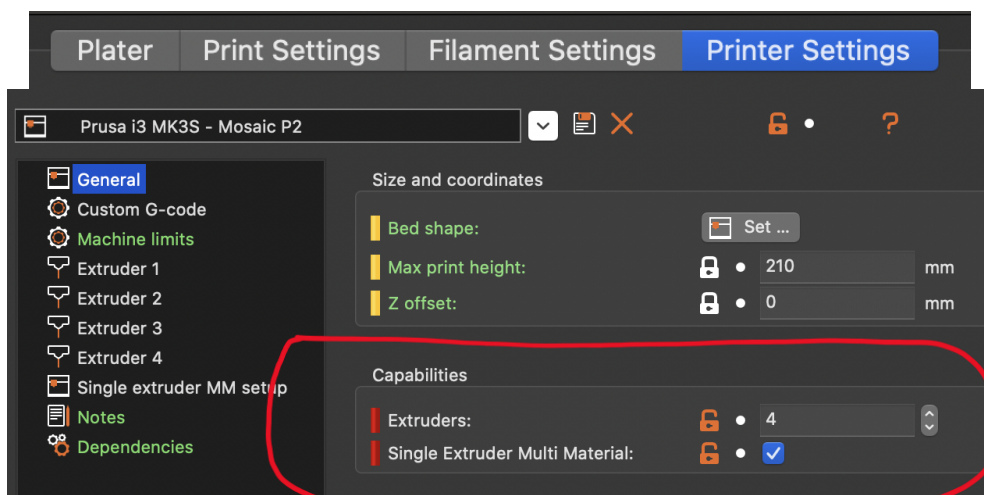 Plater Print Settings Filament Settings Printer Settings
Prusa i3 MK3S - Mosaic P2 ?
General
Custom G-code
Machine limits
Extruder 1
Extruder 2
Extruder 3
Extruder 4
Single extruder MM setup
Notes
Dependencies
Size and coordinates
Bed shape: Set ...
Max print height: 210 mm
Z offset: 0 mm
Capabilities
Extruders: 4
Single Extruder Multi Material: